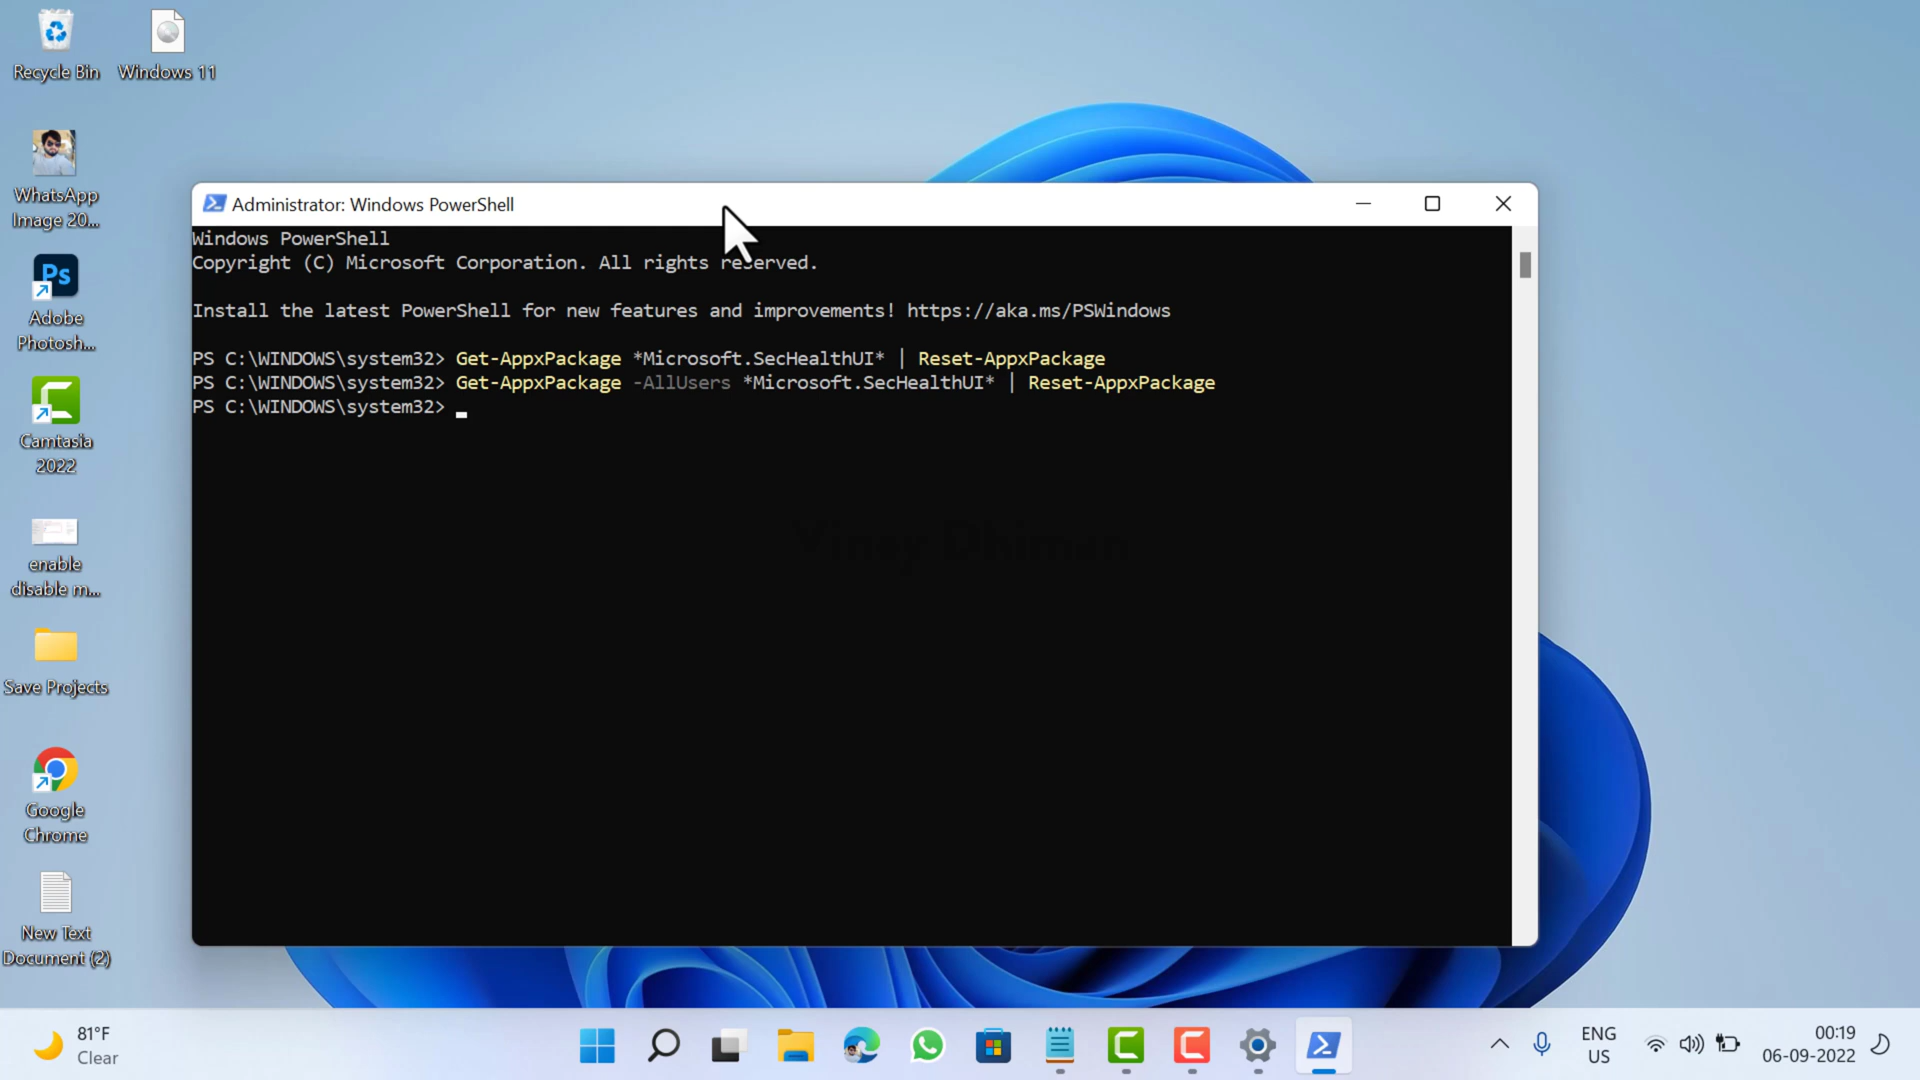 Recycle Bin
Windows 11
WhatsApp
Image 20...
Ps
Adobe
Photosh...
Camtasia
2022
enable
disable m...
Save Projects
Google
Chrome
New Text
Document (2)
Administrator: Windows PowerShell
Windows PowerShell
Copyright (C) Microsoft Corporation. All rights reserved.
Install the latest PowerShell for new features and improvements! https://aka.ms/PSWindows
PS C:\WINDOWS\system32> Get-AppxPackage *Microsoft.SecHealthUI* | Reset-AppxPackage
PS C:\WINDOWS\system32> Get-AppxPackage -AllUsers *Microsoft.SecHealthUI* | Reset-AppxPackage
PS C:\WINDOWS\system32>
Viney Dhiman
81°F
Clear
ENG
US
00:19
06-09-2022